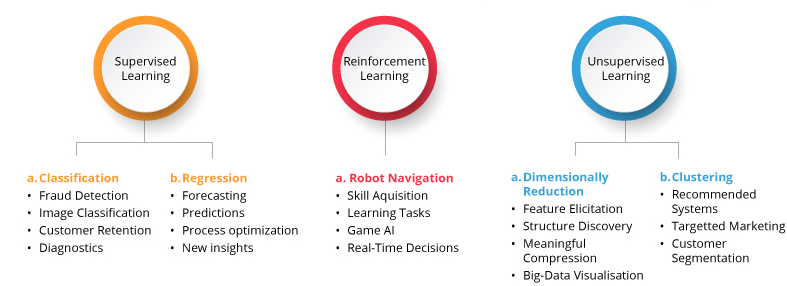 Supervised
Learning
Reinforcement
Learning
Unsupervised
Learning
a. Classification
• Fraud Detection
• Image Classification
• Customer Retention
• Diagnostics
b. Regression
• Forecasting
• Predictions
• Process optimization
• New insights
a. Robot Navigation
• Skill Aquisition
• Learning Tasks
• Game AI
• Real-Time Decisions
a. Dimensionally
Reduction
• Feature Elicitation
• Structure Discovery
• Meaningful
Compression
• Big-Data Visualisation
b. Clustering
• Recommended
Systems
• Targetted Marketing
• Customer
Segmentation